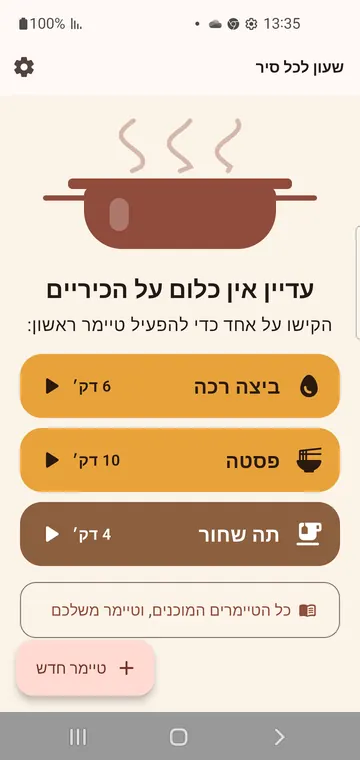 100% 13:35
שעון לכל סיר
עדיין אין כלום על הכיריים
הקישו על אחד כדי להפעיל טיימר ראשון:
ביצה רכה 6 דק׳
פסטה 10 דק׳
תה שחור 4 דק׳
כל הטיימרים המוכנים, וטיימר משלכם
טיימר חדש